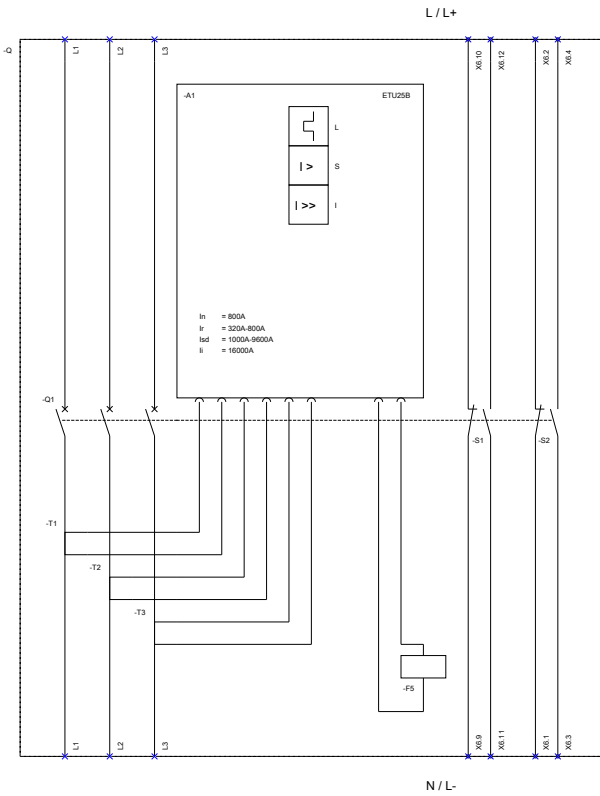 L / L+
-Q
L1
L2
L3
X6.10
X6.12
X6.2
X6.4
-A1
ETU25B
L
I >
S
I >>
I
In = 800A
Ir = 320A-800A
Isd = 1000A-9600A
Ii = 16000A
-Q1
-S1
-S2
-T1
-T2
-T3
-F5
L1
L2
L3
X6.9
X6.11
X6.1
X6.3
N / L-